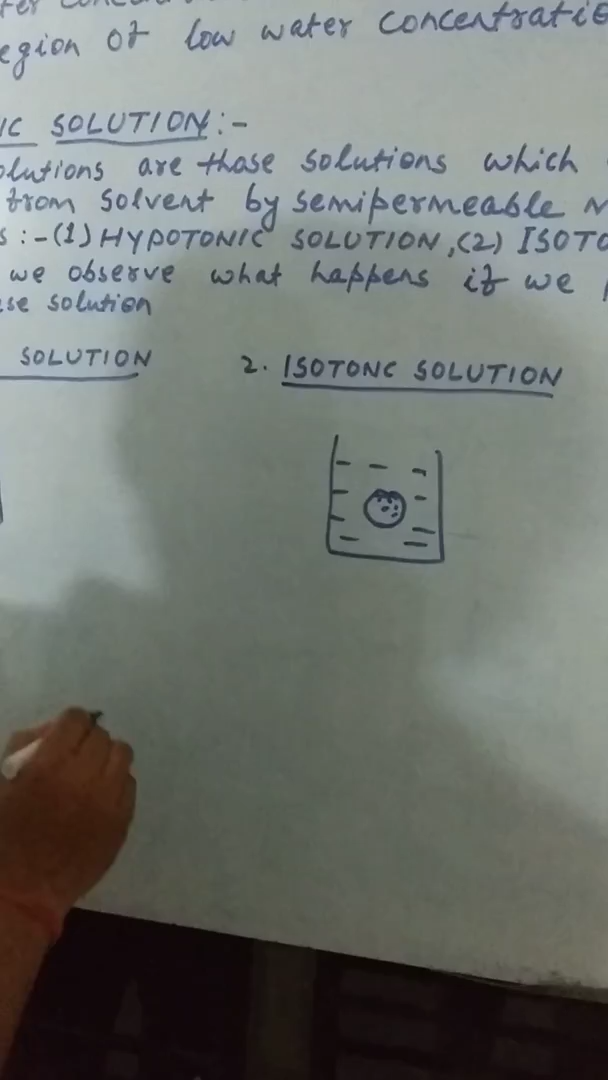 region of low water concentratio
IC SOLUTION:-
olutions are those solutions which
from solvent by semipermeable M
s:-(1) HYPOTONIC SOLUTION,(2) ISOTO
we observe what happens if we
se solution
SOLUTION
2. ISOTONC SOLUTION